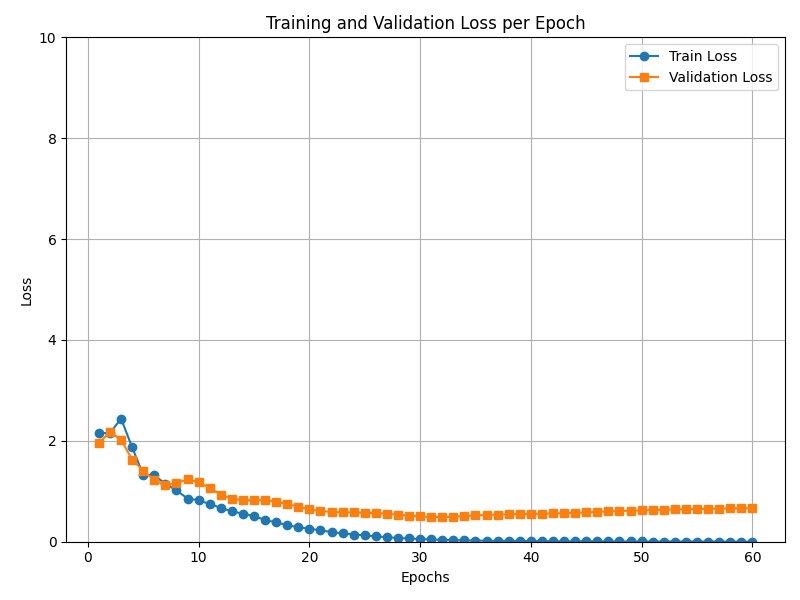 Training and Validation Loss per Epoch
Train Loss
Validation Loss
10
8
6
4
2
0
Loss
0 10 20 30 40 50 60
Epochs